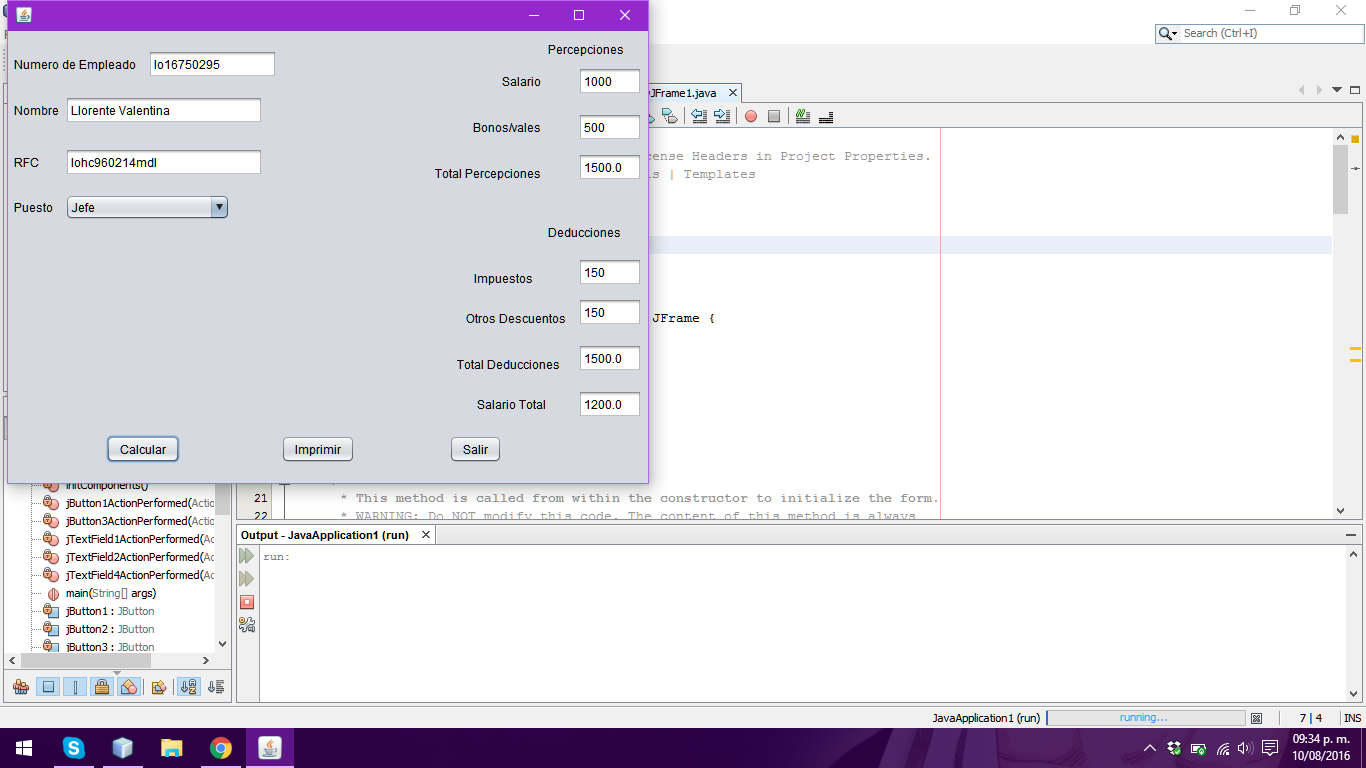 Search (Ctrl+I)
Percepciones
Numero de Empleado lo16750295
Salario 1000
JFrame1.java
Nombre Llorente Valentina
Bonos/vales 500
cense Headers in Project Properties.
RFC lohc960214mdl
Total Percepciones 1500.0
ls | Templates
Puesto Jefe
Deducciones
Impuestos 150
Otros Descuentos 150
JFrame {
Total Deducciones 1500.0
Salario Total 1200.0
Calcular Imprimir Salir
initComponents()
21 * This method is called from within the constructor to initialize the form.
22 * WARNING: Do NOT modify this code. The content of this method is always
jButton1ActionPerformed(Actio
jButton3ActionPerformed(Actio
jTextField1ActionPerformed(Ac
jTextField2ActionPerformed(Ac
jTextField4ActionPerformed(Ac
main(String[] args)
jButton1 : JButton
jButton2 : JButton
jButton3 : JButton
Output - JavaApplication1 (run)
run:
JavaApplication1 (run) running... 7 | 4 INS
09:34 p. m.
10/08/2016